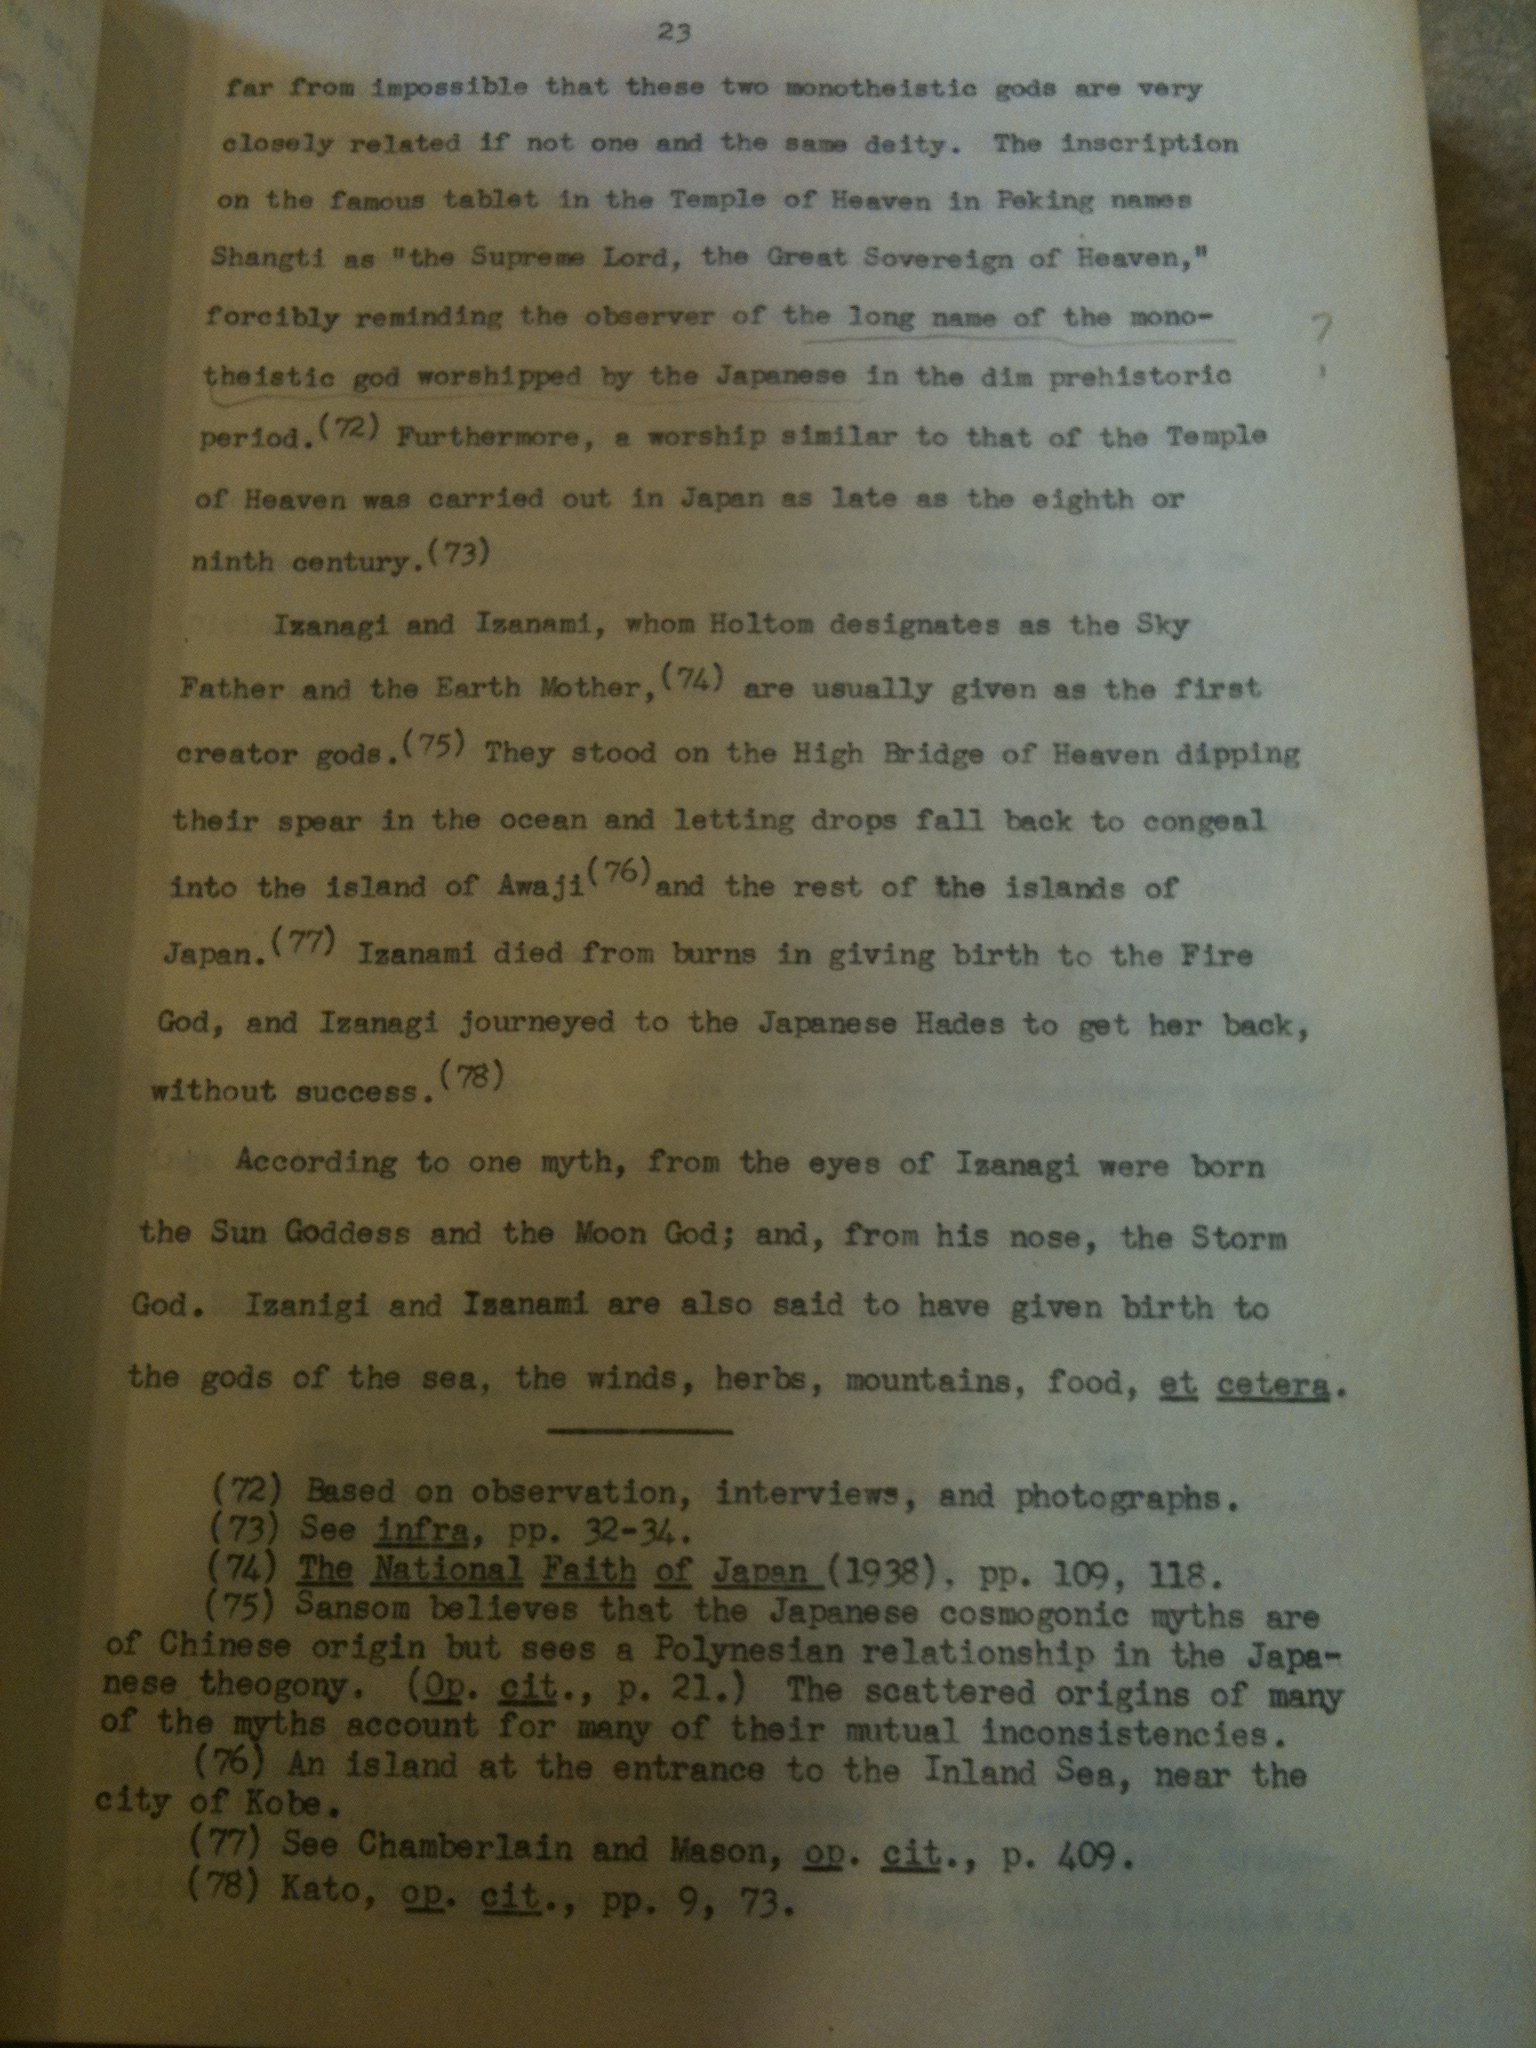 23
far from impossible that these two monotheistic gods are very
closely related if not one and the same deity. The inscription
on the famous tablet in the Temple of Heaven in Peking names
Shangti as "the Supreme Lord, the Great Sovereign of Heaven,"
forcibly reminding the observer of the long name of the mono-
?
theistic god worshipped by the Japanese in the dim prehistoric
period.(72) Furthermore, a worship similar to that of the Temple
of Heaven was carried out in Japan as late as the eighth or
ninth century.(73)
Izanagi and Izanami, whom Holtom designates as the Sky
Father and the Earth Mother,(74) are usually given as the first
creator gods.(75) They stood on the High Bridge of Heaven dipping
their spear in the ocean and letting drops fall back to congeal
into the island of Awaji(76)and the rest of the islands of
Japan.(77) Izanami died from burns in giving birth to the Fire
God, and Izanagi journeyed to the Japanese Hades to get her back,
without success.(78)
According to one myth, from the eyes of Izanagi were born
the Sun Goddess and the Moon God; and, from his nose, the Storm
God. Izanigi and Izanami are also said to have given birth to
the gods of the sea, the winds, herbs, mountains, food, et cetera.
(72) Based on observation, interviews, and photographs.
(73) See infra, pp. 32-34.
(74) The National Faith of Japan (1938), pp. 109, 118.
(75) Sansom believes that the Japanese cosmogonic myths are
of Chinese origin but sees a Polynesian relationship in the Japa-
nese theogony. (Op. cit., p. 21.) The scattered origins of many
of the myths account for many of their mutual inconsistencies.
(76) An island at the entrance to the Inland Sea, near the
city of Kobe.
(77) See Chamberlain and Mason, op. cit., p. 409.
(78) Kato, op. cit., pp. 9, 73.